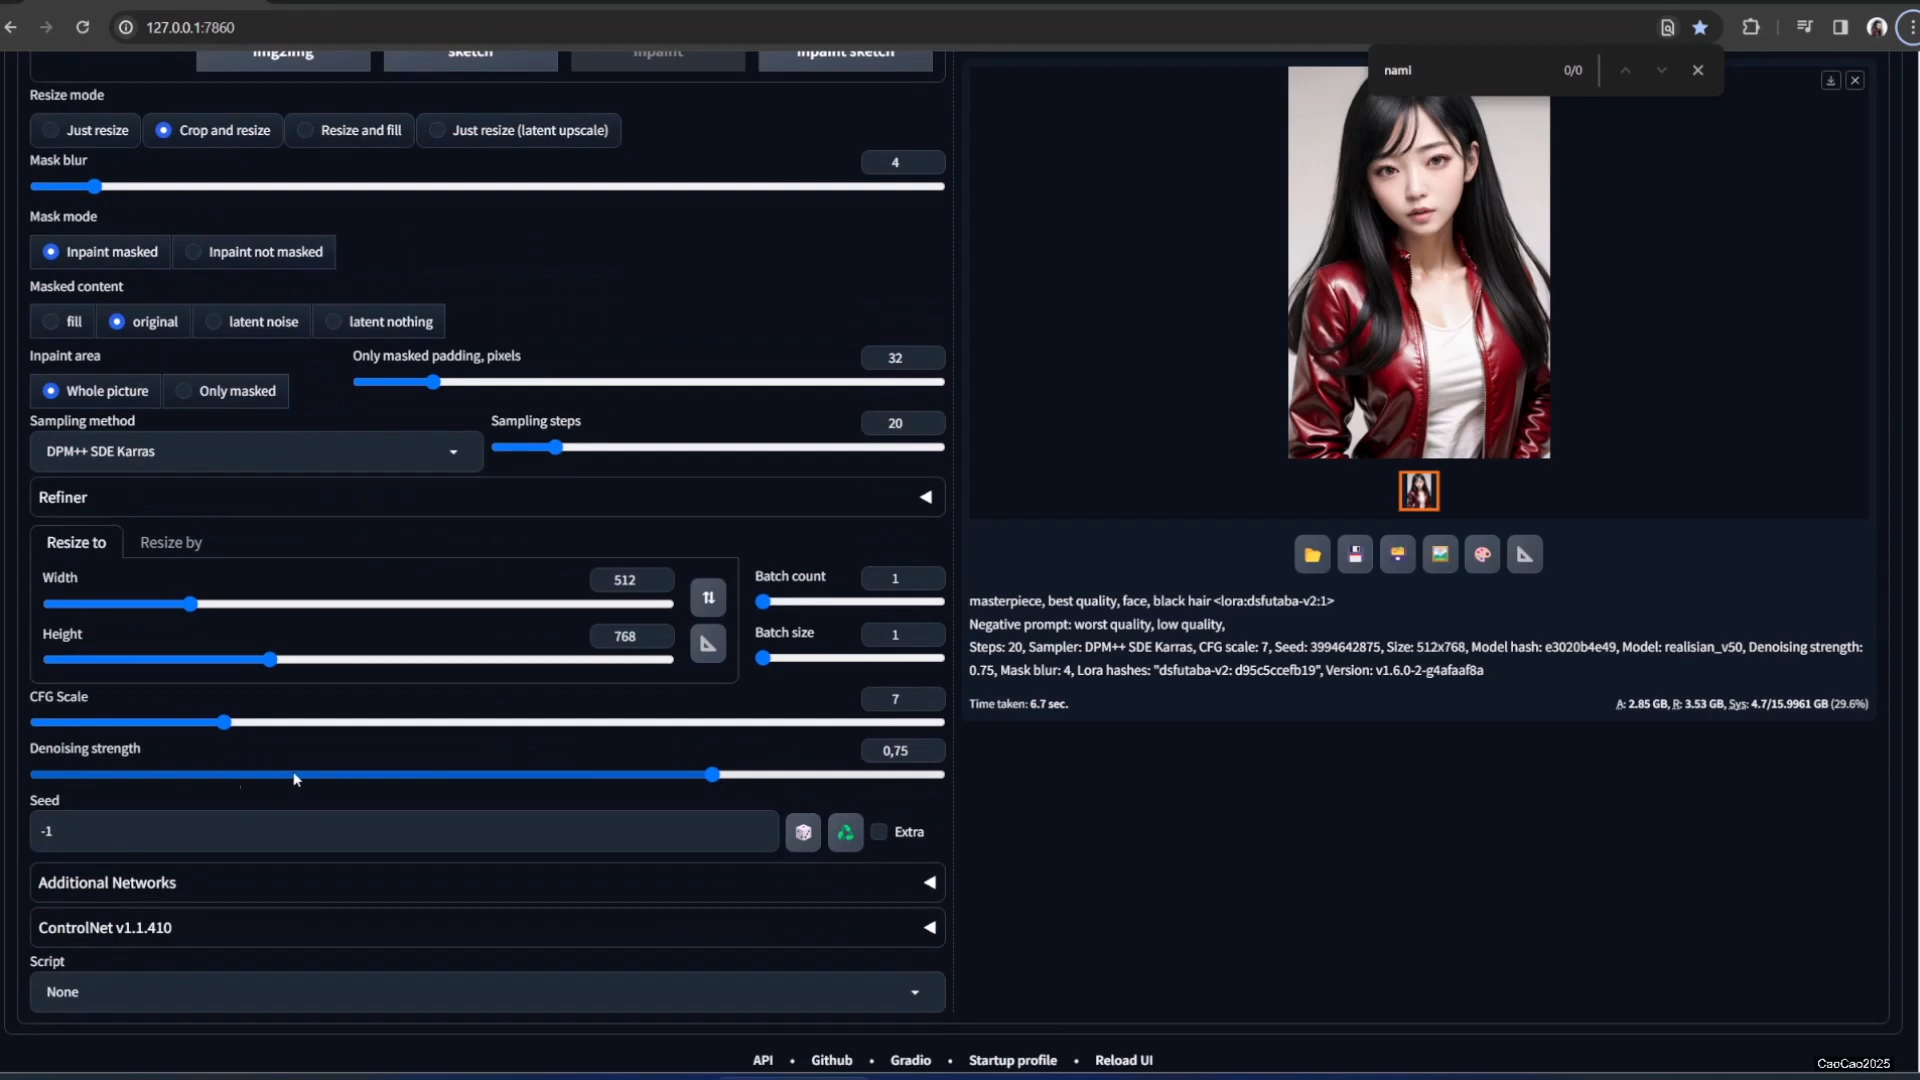 127.0.0.1:7860
nami
0/0
img2img
sketch
inpaint
inpaint sketch
Resize mode
Just resize
Crop and resize
Resize and fill
Just resize (latent upscale)
Mask blur
4
Mask mode
Inpaint masked
Inpaint not masked
Masked content
fill
original
latent noise
latent nothing
Inpaint area
Only masked padding, pixels
32
Whole picture
Only masked
Sampling method
Sampling steps
20
DPM++ SDE Karras
Refiner
Resize to
Resize by
Width
512
Batch count
1
Height
768
Batch size
1
CFG Scale
7
Denoising strength
0,75
Seed
-1
Extra
Additional Networks
ControlNet v1.1.410
Script
None
masterpiece, best quality, face, black hair <lora:dsfutaba-v2:1>
Negative prompt: worst quality, low quality,
Steps: 20, Sampler: DPM++ SDE Karras, CFG scale: 7, Seed: 3994642875, Size: 512x768, Model hash: e3020b4e49, Model: realisian_v50, Denoising strength:
0.75, Mask blur: 4, Lora hashes: "dsfutaba-v2: d95c5ccefb19", Version: v1.6.0-2-g4afaaf8a
Time taken: 6.7 sec.
A: 2.85 GB, R: 3.53 GB, Sys: 4.7/15.9961 GB (29.6%)
API • Github • Gradio • Startup profile • Reload UI
CaoCao2025